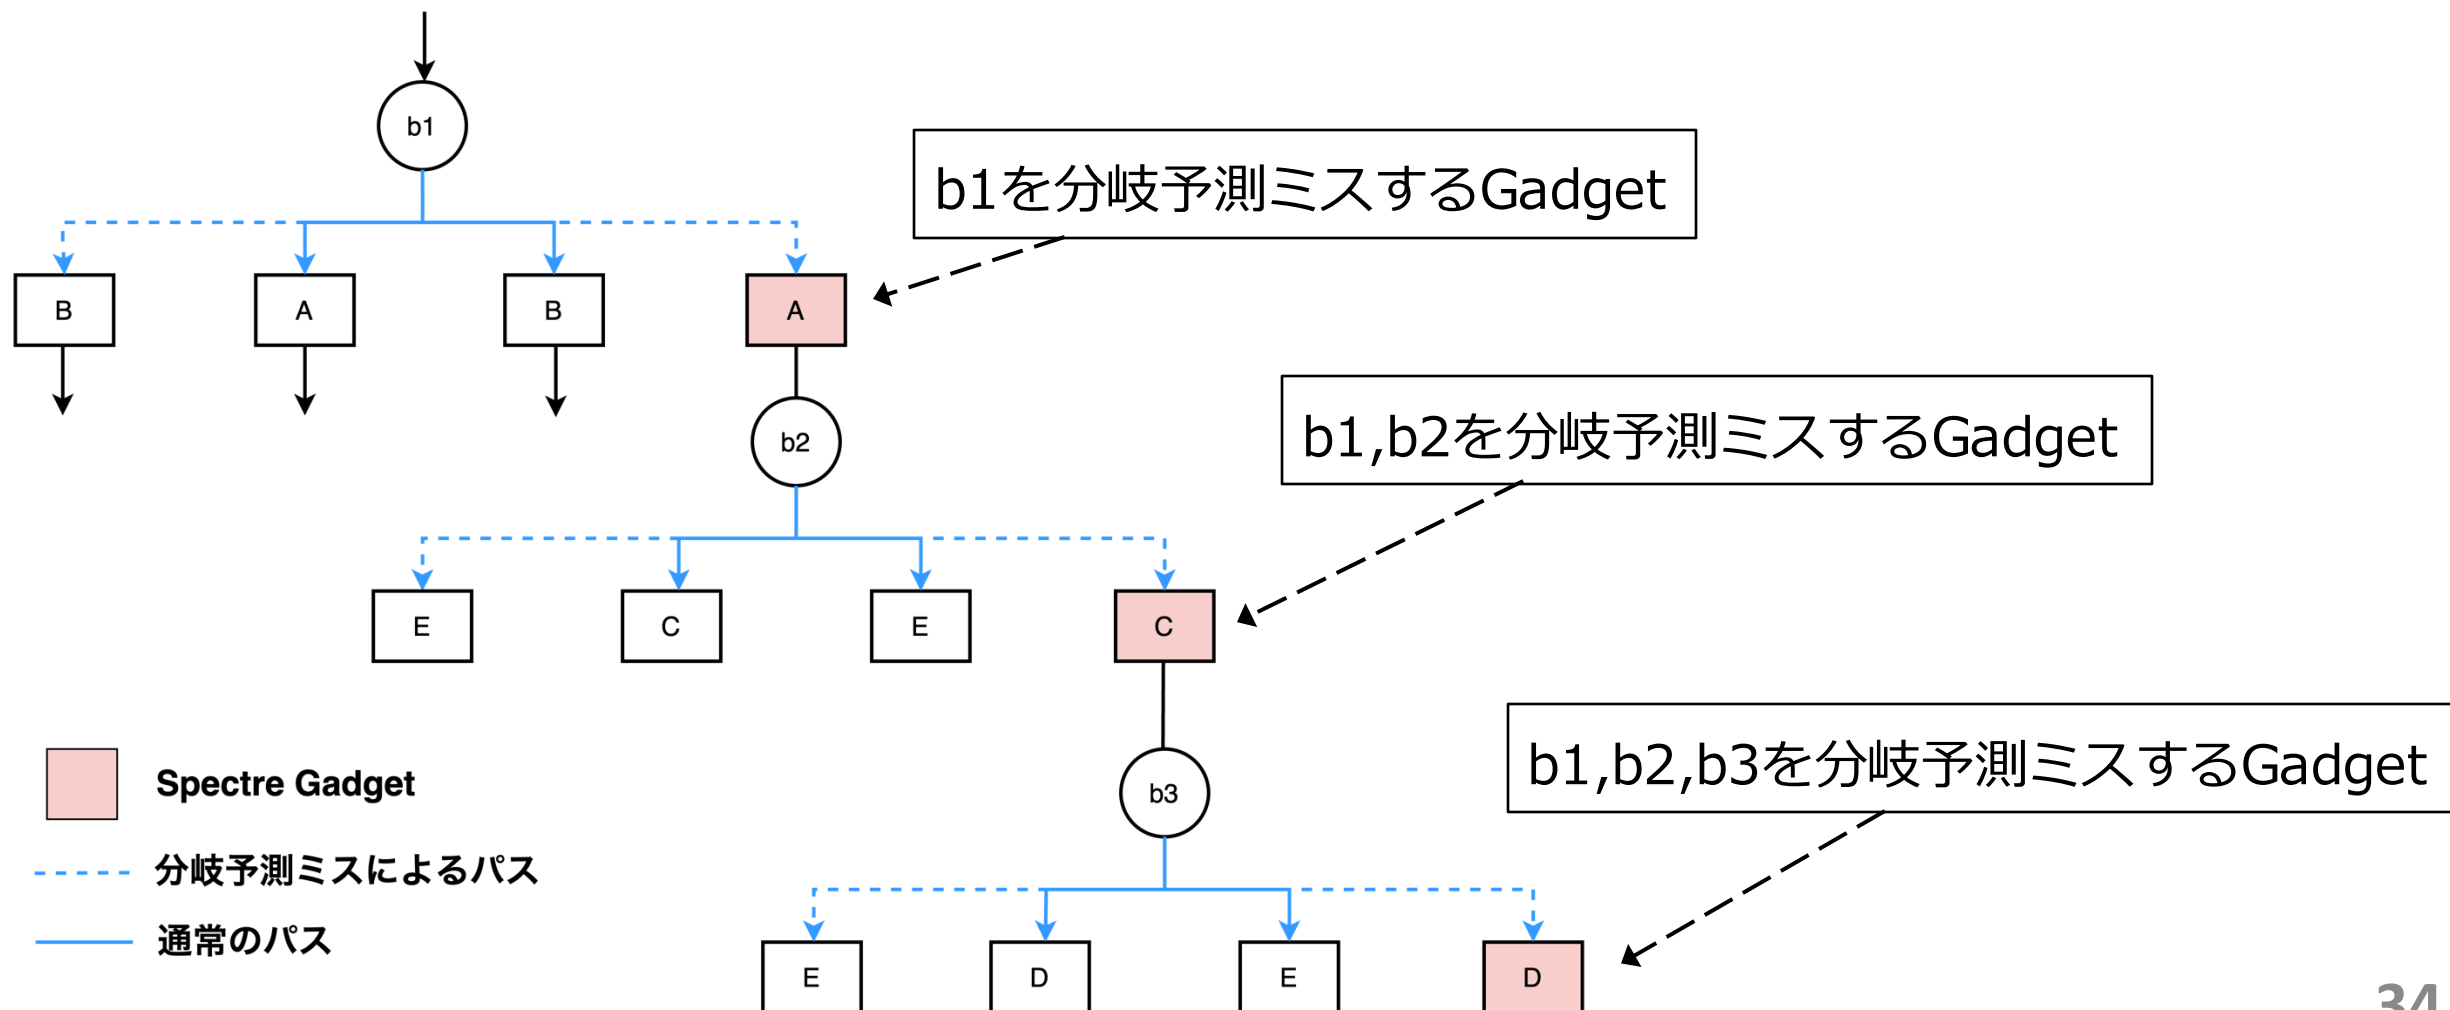 b1
b1を分岐予測ミスするGadget
B
A
B
A
b2
b1,b2を分岐予測ミスするGadget
E
C
E
C
b3
b1,b2,b3を分岐予測ミスするGadget
Spectre Gadget
分岐予測ミスによるパス
通常のパス
E
D
E
D
34